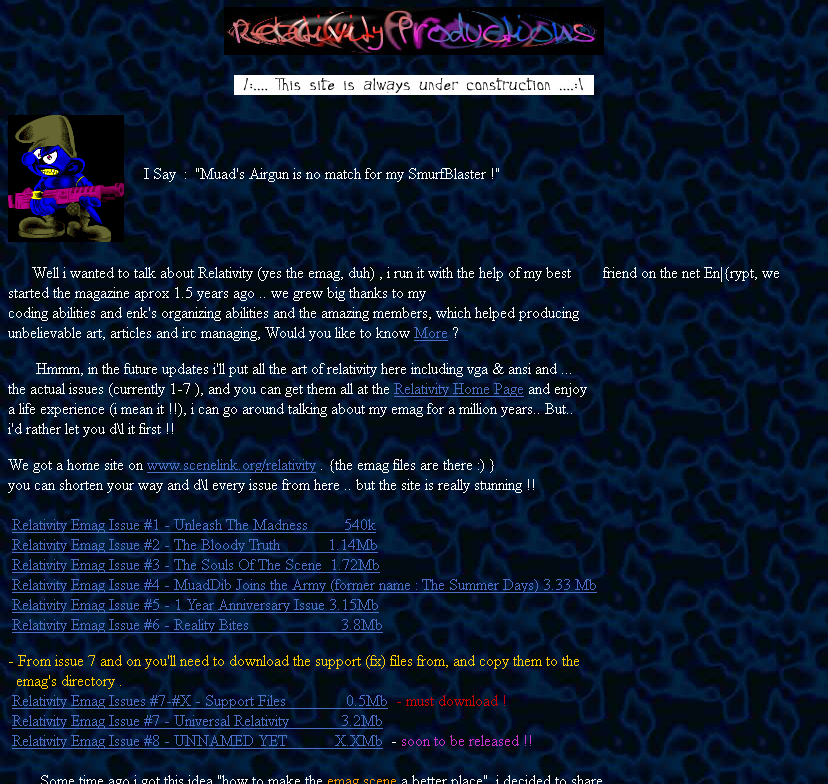 Relativity Productions
/:.... This site is always under construction ....:\
I Say : "Muad's Airgun is no match for my SmurfBlaster !"
Well i wanted to talk about Relativity (yes the emag, duh) , i run it with the help of my best friend on the net En|{rypt, we
started the magazine aprox 1.5 years ago .. we grew big thanks to my
coding abilities and enk's organizing abilities and the amazing members, which helped producing
unbelievable art, articles and irc managing, Would you like to know More ?
Hmmm, in the future updates i'll put all the art of relativity here including vga & ansi and ...
the actual issues (currently 1-7 ), and you can get them all at the Relativity Home Page and enjoy
a life experience (i mean it !!), i can go around talking about my emag for a million years.. But..
i'd rather let you d\l it first !!
We got a home site on www.scenelink.org/relativity . {the emag files are there :) }
you can shorten your way and d\l every issue from here .. but the site is really stunning !!
Relativity Emag Issue #1 - Unleash The Madness 540k
Relativity Emag Issue #2 - The Bloody Truth 1.14Mb
Relativity Emag Issue #3 - The Souls Of The Scene 1.72Mb
Relativity Emag Issue #4 - MuadDib Joins the Army (former name : The Summer Days) 3.33 Mb
Relativity Emag Issue #5 - 1 Year Anniversary Issue 3.15Mb
Relativity Emag Issue #6 - Reality Bites 3.8Mb
- From issue 7 and on you'll need to download the support (fx) files from, and copy them to the
emag's directory .
Relativity Emag Issues #7-#X - Support Files 0.5Mb - must download !
Relativity Emag Issue #7 - Universal Relativity 3.2Mb
Relativity Emag Issue #8 - UNNAMED YET X.XMb - soon to be released !!
Some time ago i got this idea "how to make the emag scene a better place", i decided to share